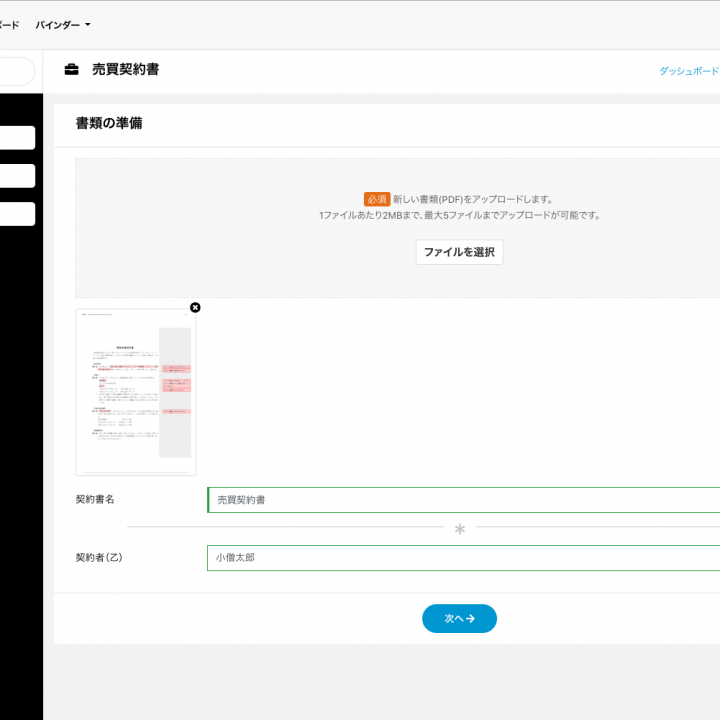 ボード バインダー
売買契約書
ダッシュボード
書類の準備
必須 新しい書類(PDF)をアップロードします。
1ファイルあたり2MBまで、最大5ファイルまでアップロードが可能です。
ファイルを選択
契約書名 売買契約書
契約者(乙) 小僧太郎
次へ